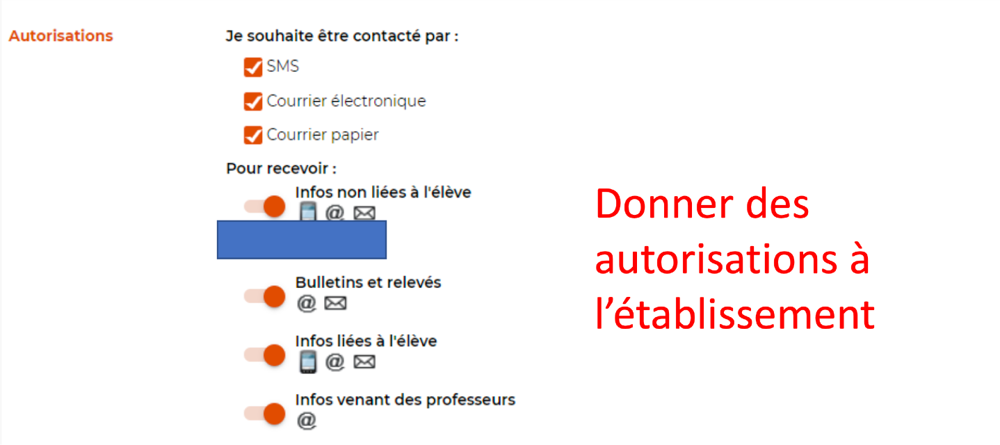 Autorisations
Je souhaite être contacté par :
SMS
Courrier électronique
Courrier papier
Pour recevoir :
Infos non liées à l'élève
@
Bulletins et relevés
@
Infos liées à l'élève
@
Infos venant des professeurs
@
Donner des
autorisations à
l’établissement